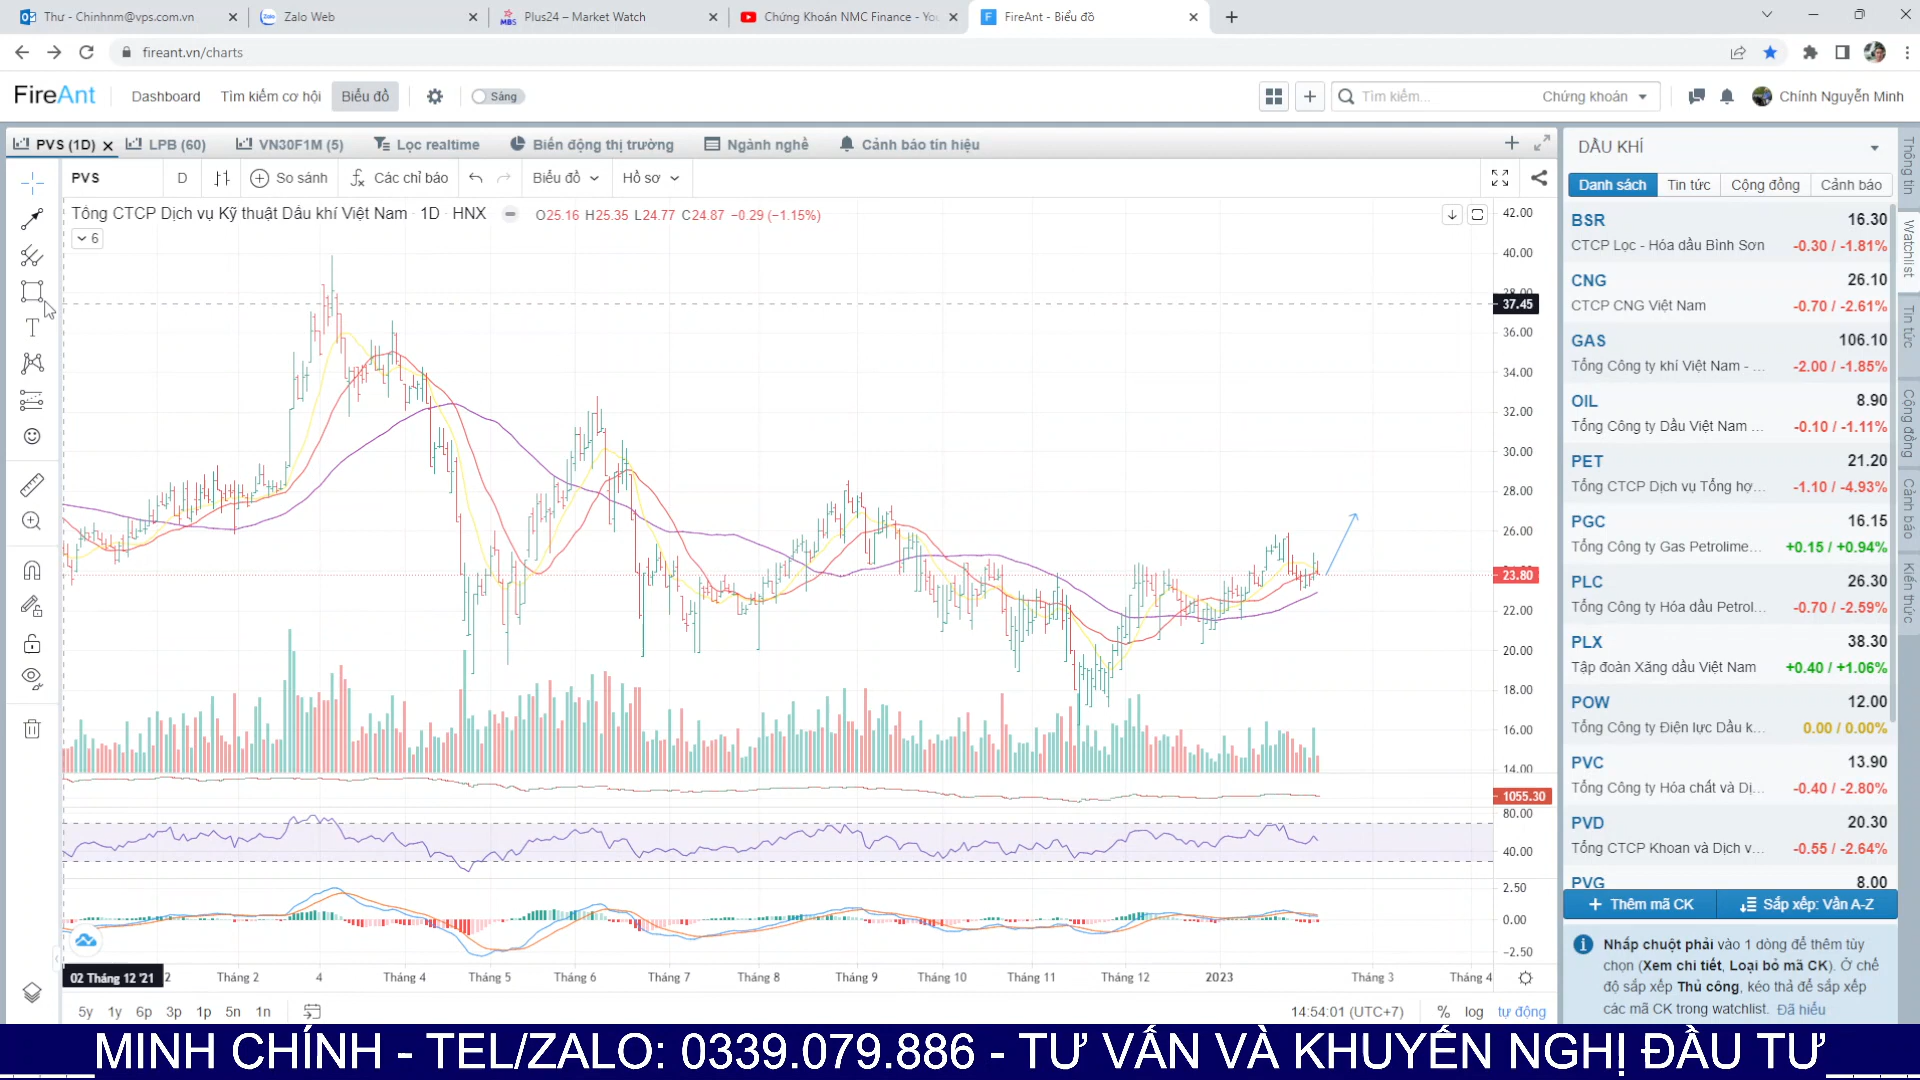 Thư - Chinhnm@vps.com.vn
Zalo Web
Plus24 – Market Watch
Chứng Khoán NMC Finance - Yo
FireAnt - Biểu đồ
fireant.vn/charts
FireAnt
Dashboard
Tìm kiếm cơ hội
Biểu đồ
Sáng
Tìm kiếm...
Chứng khoán
Chính Nguyễn Minh
PVS (1D)
LPB (60)
VN30F1M (5)
Lọc realtime
Biến động thị trường
Ngành nghề
Cảnh báo tín hiệu
PVS
D
So sánh
Các chỉ báo
Biểu đồ
Hồ sơ
Tổng CTCP Dịch vụ Kỹ thuật Dầu khí Việt Nam · 1D · HNX
O25.16 H25.35 L24.77 C24.87 −0.29 (−1.15%)
6
42.00
40.00
37.45
36.00
34.00
32.00
30.00
28.00
26.00
23.80
22.00
20.00
18.00
16.00
14.00
1055.30
80.00
40.00
2.50
0.00
−2.50
02 Tháng 12 '21
2
Tháng 2
4
Tháng 4
Tháng 5
Tháng 6
Tháng 7
Tháng 8
Tháng 9
Tháng 10
Tháng 11
Tháng 12
2023
Tháng 3
Tháng 4
5y 1y 6p 3p 1p 5n 1n
14:54:01 (UTC+7)
% log tự động
DẦU KHÍ
Danh sách
Tin tức
Cộng đồng
Cảnh báo
BSR 16.30
CTCP Lọc - Hóa dầu Bình Sơn -0.30 / -1.81%
CNG 26.10
CTCP CNG Việt Nam -0.70 / -2.61%
GAS 106.10
Tổng Công ty khí Việt Nam - ... -2.00 / -1.85%
OIL 8.90
Tổng Công ty Dầu Việt Nam ... -0.10 / -1.11%
PET 21.20
Tổng CTCP Dịch vụ Tổng hợ... -1.10 / -4.93%
PGC 16.15
Tổng Công ty Gas Petrolime... +0.15 / +0.94%
PLC 26.30
Tổng Công ty Hóa dầu Petrol... -0.70 / -2.59%
PLX 38.30
Tập đoàn Xăng dầu Việt Nam +0.40 / +1.06%
POW 12.00
Tổng Công ty Điện lực Dầu k... 0.00 / 0.00%
PVC 13.90
Tổng Công ty Hóa chất và Dị... -0.40 / -2.80%
PVD 20.30
Tổng CTCP Khoan và Dịch v... -0.55 / -2.64%
PVG 8.00
Thêm mã CK
Sắp xếp: Vần A-Z
Nhấp chuột phải vào 1 dòng để thêm tùy
chọn (Xem chi tiết, Loại bỏ mã CK). Ở chế
độ sắp xếp Thủ công, kéo thả để sắp xếp
các mã CK trong watchlist. Đã hiểu
Thông tin
Watchlist
Tin tức
Cộng đồng
Cảnh báo
Kiến thức
MINH CHÍNH - TEL/ZALO: 0339.079.886 - TƯ VẤN VÀ KHUYẾN NGHỊ ĐẦU TƯ